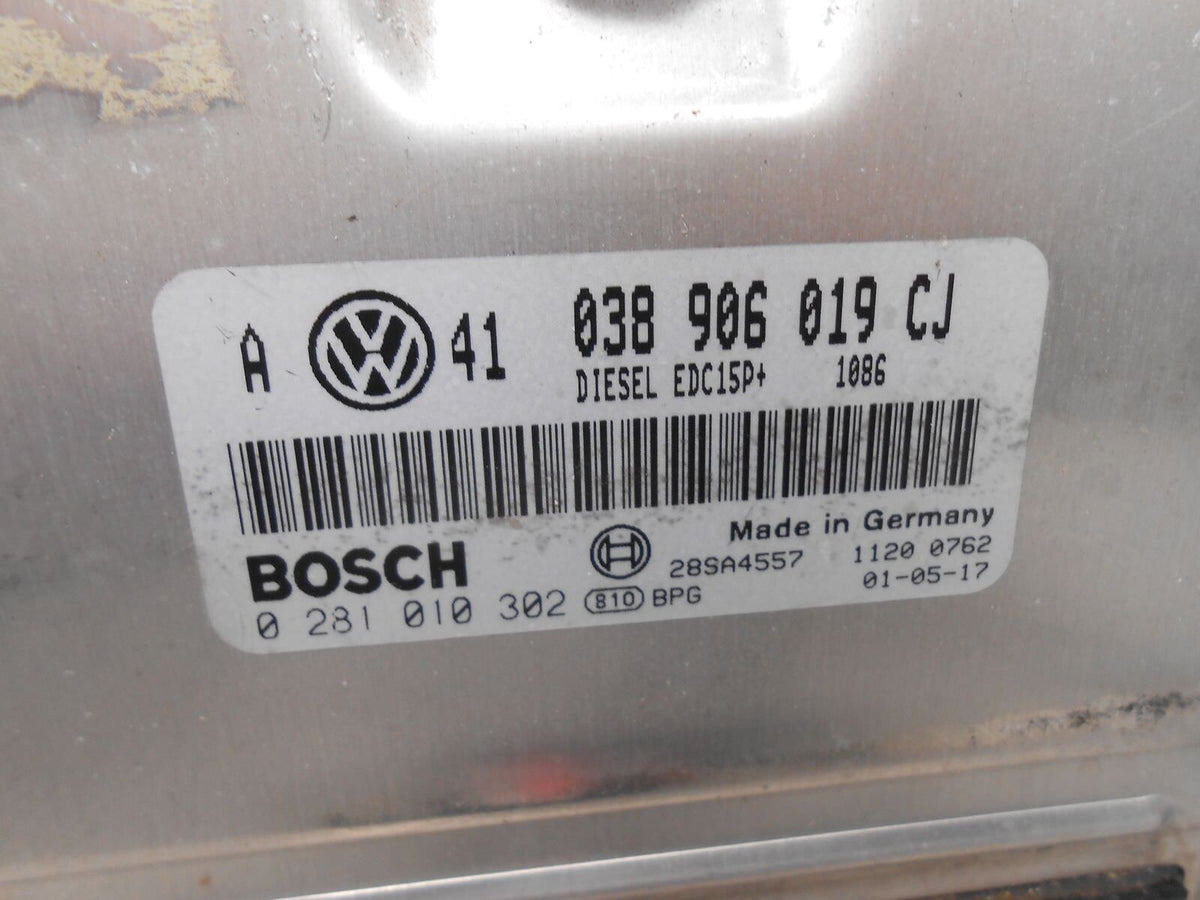 A VW 41 038 906 019 CJ
DIESEL EDC15P+ 1086
Made in Germany
BOSCH 28SA4557 1120 0762
0 281 010 302 810 BPG 01-05-17